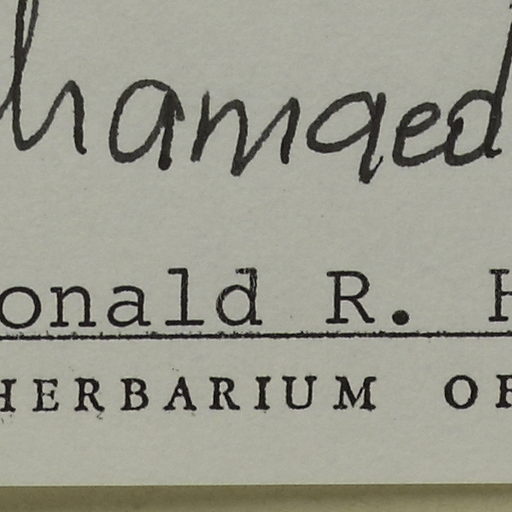 hamaed
onald R. H
HERBARIUM OF